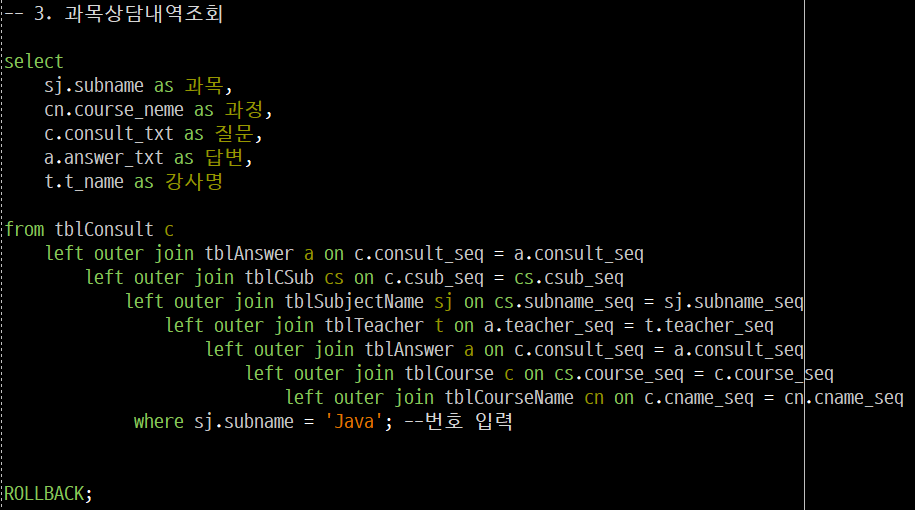 -- 3. 과목상담내역조회
select
sj.subname as 과목,
cn.course_neme as 과정,
c.consult_txt as 질문,
a.answer_txt as 답변,
t.t_name as 강사명
from tblConsult c
left outer join tblAnswer a on c.consult_seq = a.consult_seq
left outer join tblCSub cs on c.csub_seq = cs.csub_seq
left outer join tblSubjectName sj on cs.subname_seq = sj.subname_seq
left outer join tblTeacher t on a.teacher_seq = t.teacher_seq
left outer join tblAnswer a on c.consult_seq = a.consult_seq
left outer join tblCourse c on cs.course_seq = c.course_seq
left outer join tblCourseName cn on c.cname_seq = cn.cname_seq
where sj.subname = 'Java'; --번호 입력
ROLLBACK;